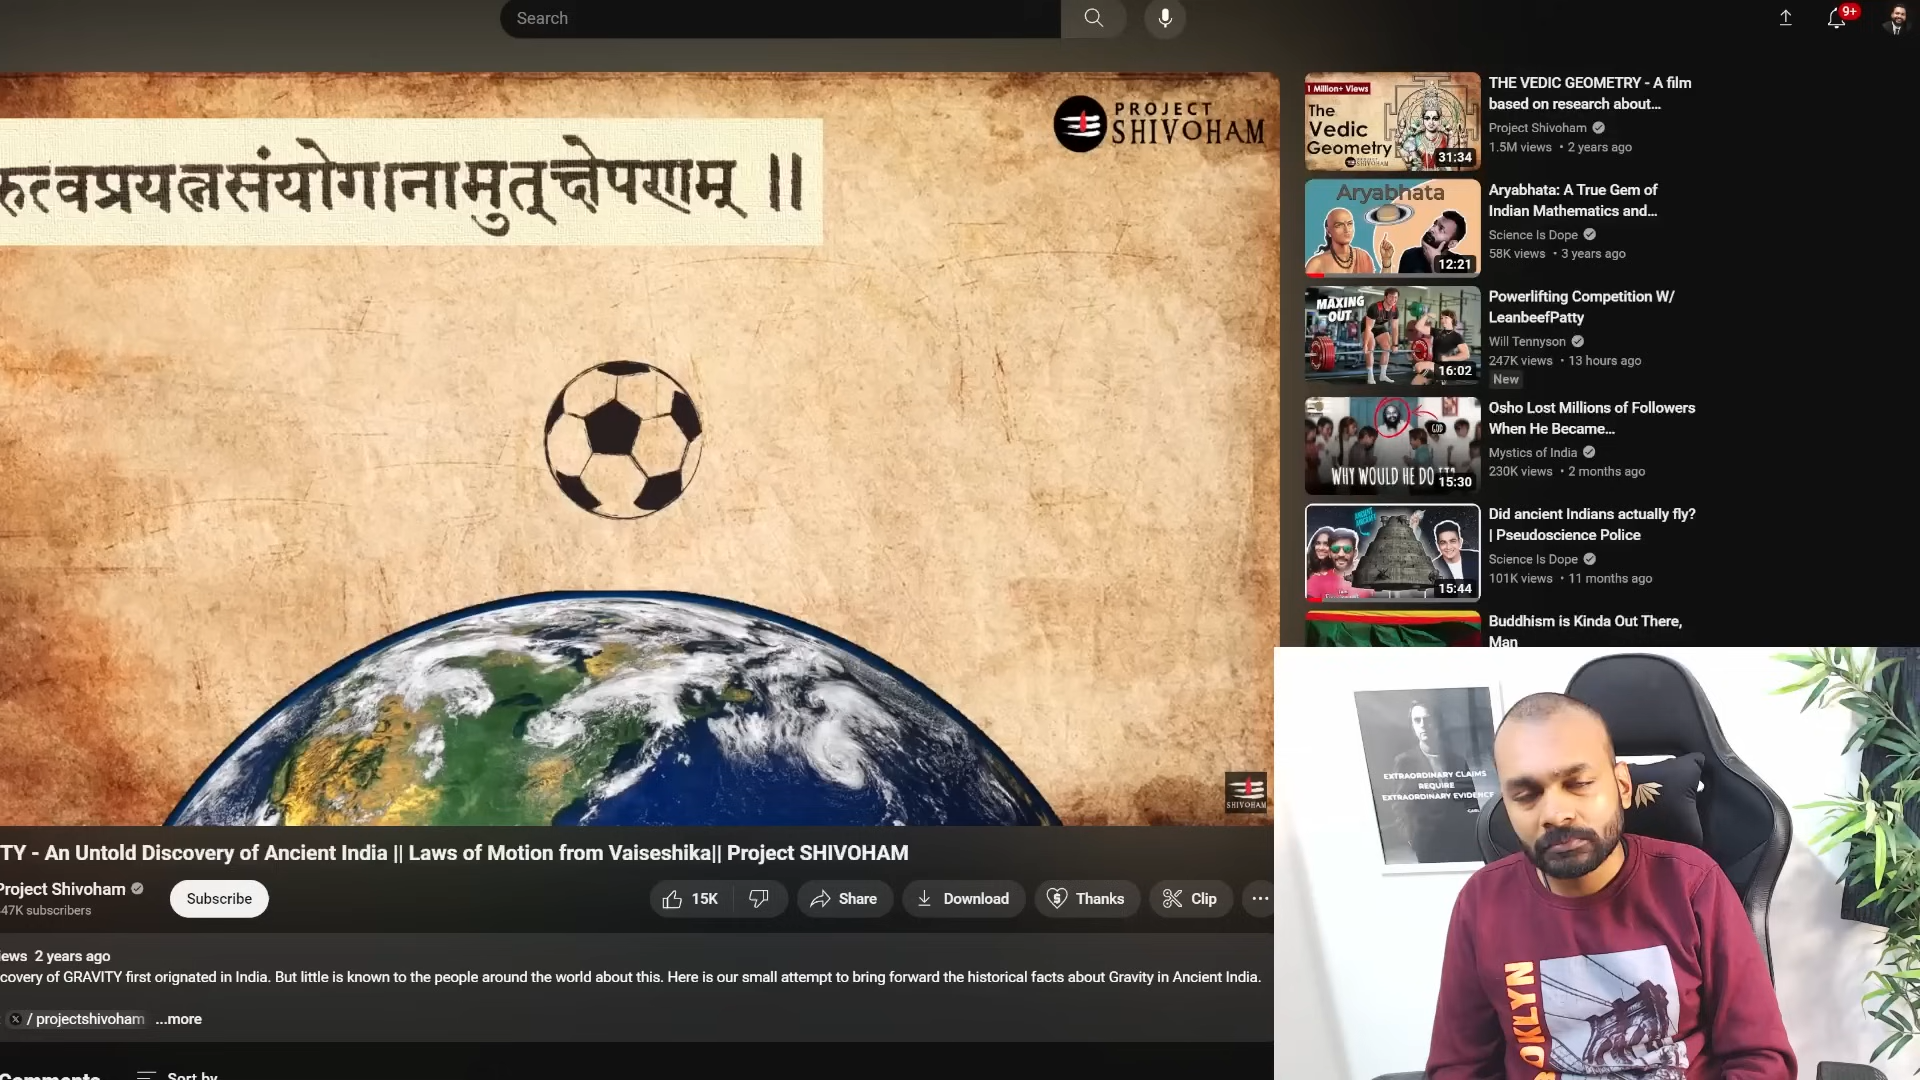 Search
9+
PROJECT
SHIVOHAM
रुत्वप्रयत्नसंयोगानामुत्क्षेपणम् ||
SHIVOHAM
TY - An Untold Discovery of Ancient India || Laws of Motion from Vaiseshika|| Project SHIVOHAM
Project Shivoham
47K subscribers
Subscribe
15K
Share
Download
Thanks
Clip
iews 2 years ago
covery of GRAVITY first orignated in India. But little is known to the people around the world about this. Here is our small attempt to bring forward the historical facts about Gravity in Ancient India.
/ projectshivoham ...more
Comments Sort by
1 Million+ Views
The
Vedic
Geometry
31:34
THE VEDIC GEOMETRY - A film
based on research about...
Project Shivoham
1.5M views • 2 years ago
Aryabhata
12:21
Aryabhata: A True Gem of
Indian Mathematics and...
Science Is Dope
58K views • 3 years ago
MAXING
OUT
16:02
Powerlifting Competition W/
LeanbeefPatty
Will Tennyson
247K views • 13 hours ago
New
GOD
WHY WOULD HE DO IT?
15:30
Osho Lost Millions of Followers
When He Became...
Mystics of India
230K views • 2 months ago
15:44
Did ancient Indians actually fly?
| Pseudoscience Police
Science Is Dope
101K views • 11 months ago
Buddhism is Kinda Out There,
Man
EXTRAORDINARY CLAIMS
REQUIRE
EXTRAORDINARY EVIDENCE
OKLYN